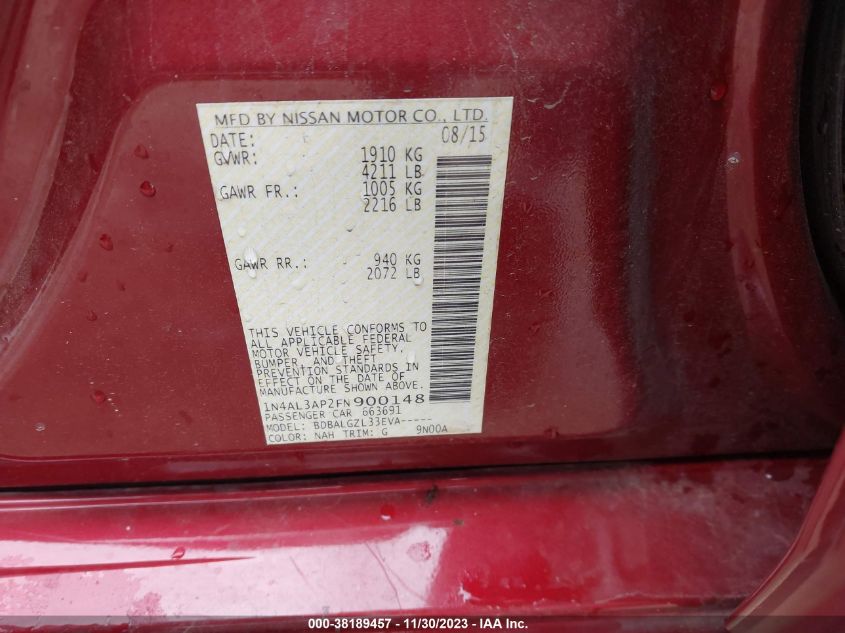 MFD BY NISSAN MOTOR CO., LTD.
DATE: 08/15
GVWR: 1910 KG
4211 LB
GAWR FR.: 1005 KG
2216 LB
GAWR RR.: 940 KG
2072 LB
THIS VEHICLE CONFORMS TO
ALL APPLICABLE FEDERAL
MOTOR VEHICLE SAFETY,
BUMPER, AND THEFT
PREVENTION STANDARDS IN
EFFECT ON THE DATE OF
MANUFACTURE SHOWN ABOVE.
1N4AL3AP2FN900148
PASSENGER CAR 663691
MODEL: BDBALGZL33EVA-----
COLOR: NAH TRIM: G 9N00A
000-38189457 - 11/30/2023 - IAA Inc.